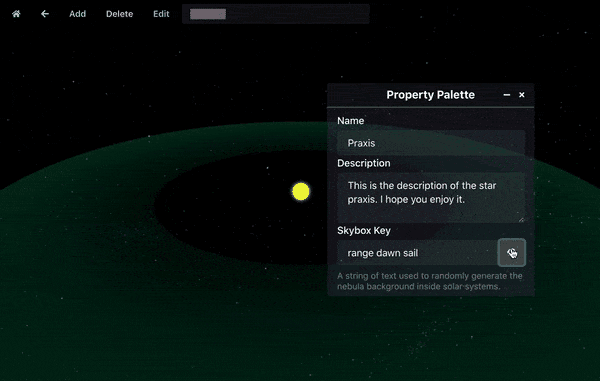 Add Delete Edit
Property Palette
Name
Praxis
Description
This is the description of the star
praxis. I hope you enjoy it.
Skybox Key
range dawn sail
A string of text used to randomly generate the
nebula background inside solar systems.